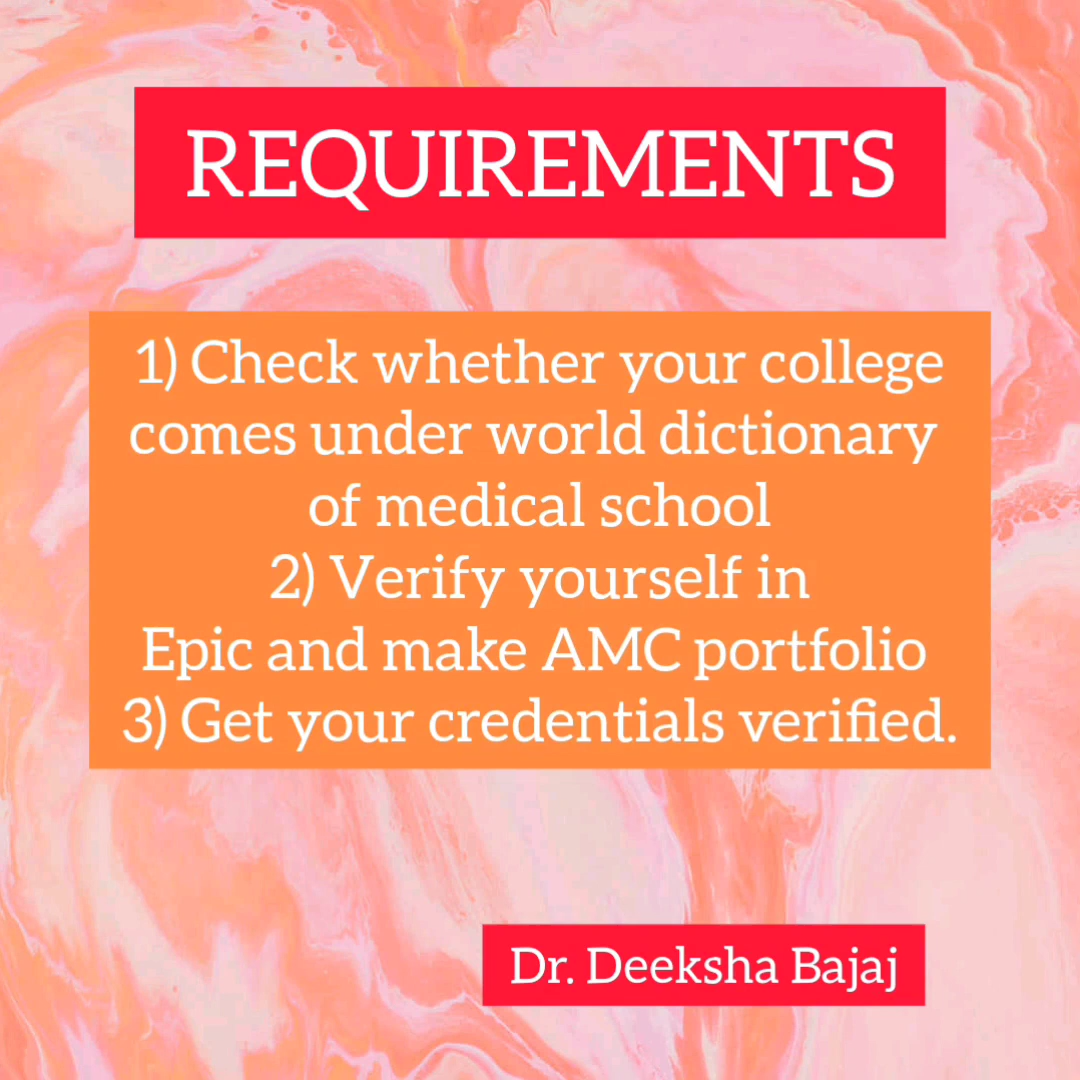 REQUIREMENTS
1) Check whether your college
comes under world dictionary
of medical school
2) Verify yourself in
Epic and make AMC portfolio
3) Get your credentials verified.
Dr. Deeksha Bajaj